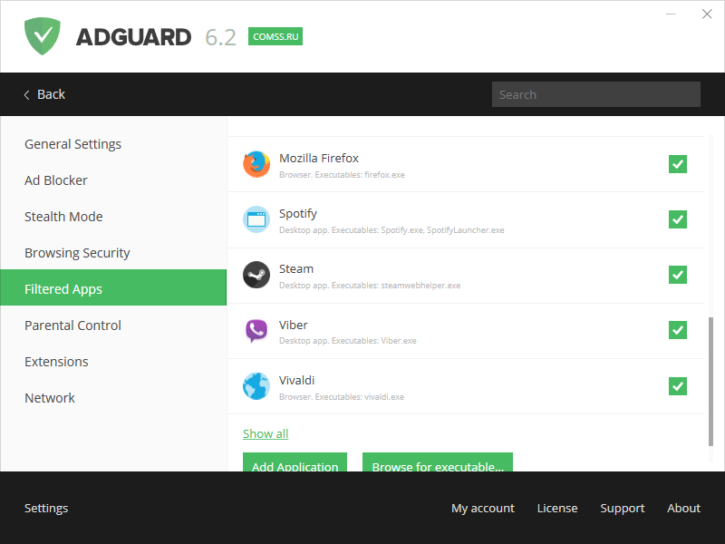 ADGUARD 6.2 COMSS.RU
Back
Search
General Settings
Ad Blocker
Stealth Mode
Browsing Security
Filtered Apps
Parental Control
Extensions
Network
Mozilla Firefox
Browser. Executables: firefox.exe
Spotify
Desktop app. Executables: Spotify.exe, SpotifyLauncher.exe
Steam
Desktop app. Executables: steamwebhelper.exe
Viber
Desktop app. Executables: Viber.exe
Vivaldi
Browser. Executables: vivaldi.exe
Show all
Add Application Browse for executable...
Settings My account License Support About